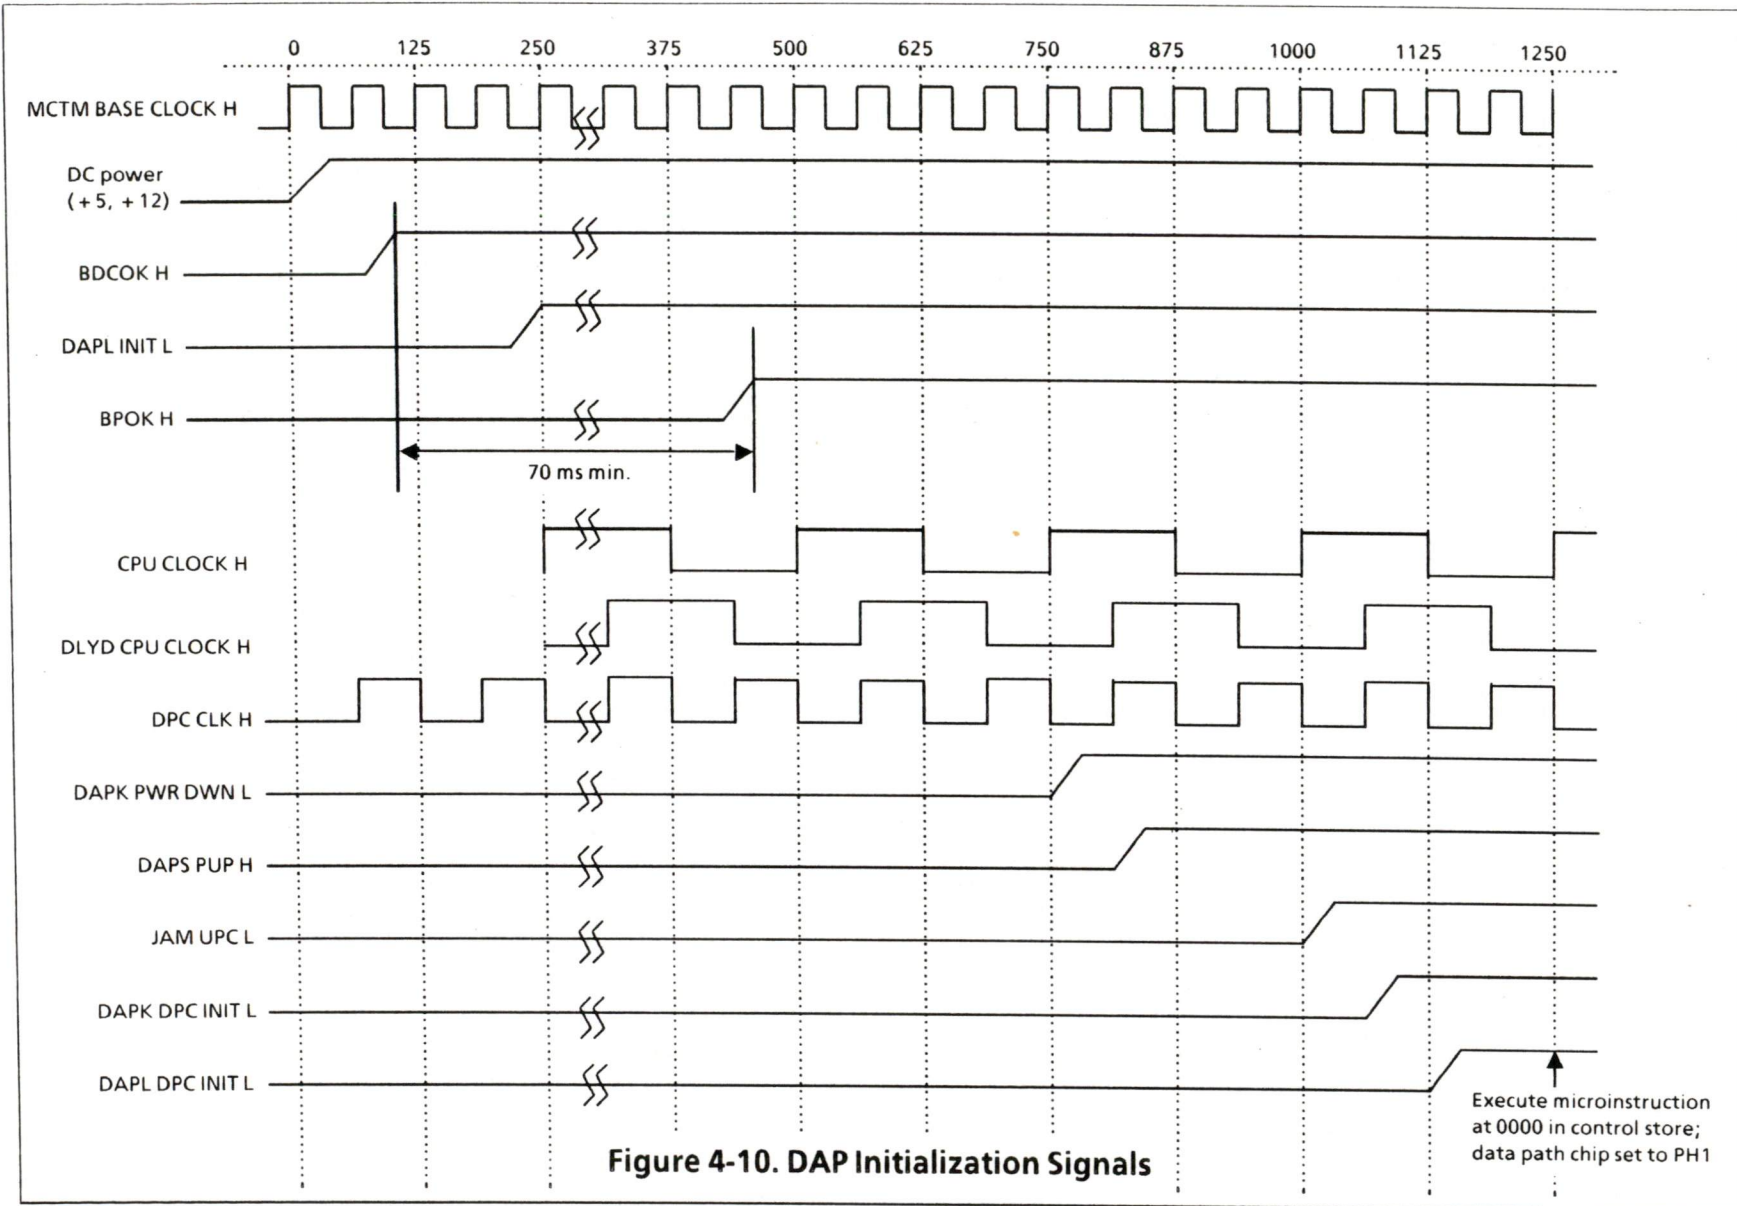 0 125 250 375 500 625 750 875 1000 1125 1250
MCTM BASE CLOCK H
DC power
(+5, +12)
BDCOK H
DAPL INIT L
BPOK H
70 ms min.
CPU CLOCK H
DLYD CPU CLOCK H
DPC CLK H
DAPK PWR DWN L
DAPS PUP H
JAM UPC L
DAPK DPC INIT L
DAPL DPC INIT L
Execute microinstruction
at 0000 in control store;
data path chip set to PH1
Figure 4-10. DAP Initialization Signals